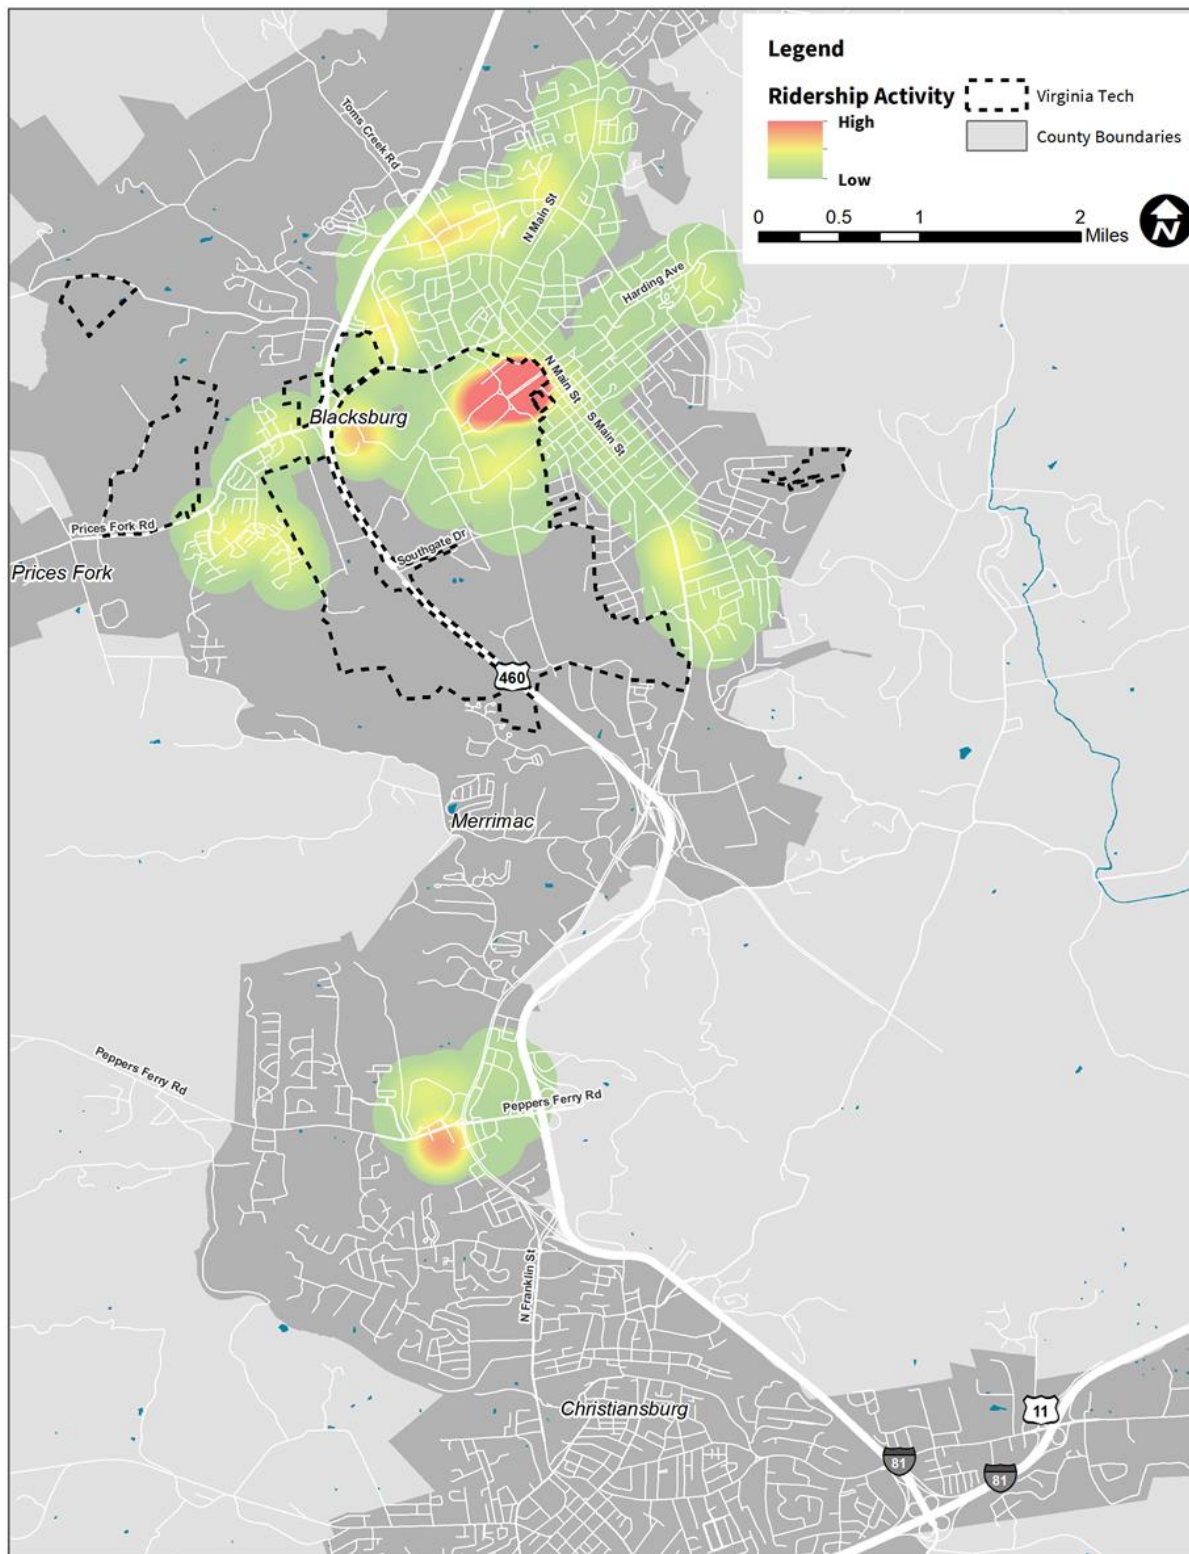 Legend
Ridership Activity
High
Low
Virginia Tech
County Boundaries
0 0.5 1 2
Miles
N
Toms Creek Rd
N Main St
Harding Ave
N Main St
S Main St
Blacksburg
Prices Fork Rd
Southgate Dr
Prices Fork
460
Merrimac
Peppers Ferry Rd
Peppers Ferry Rd
N Franklin St
Christiansburg
11
81
81